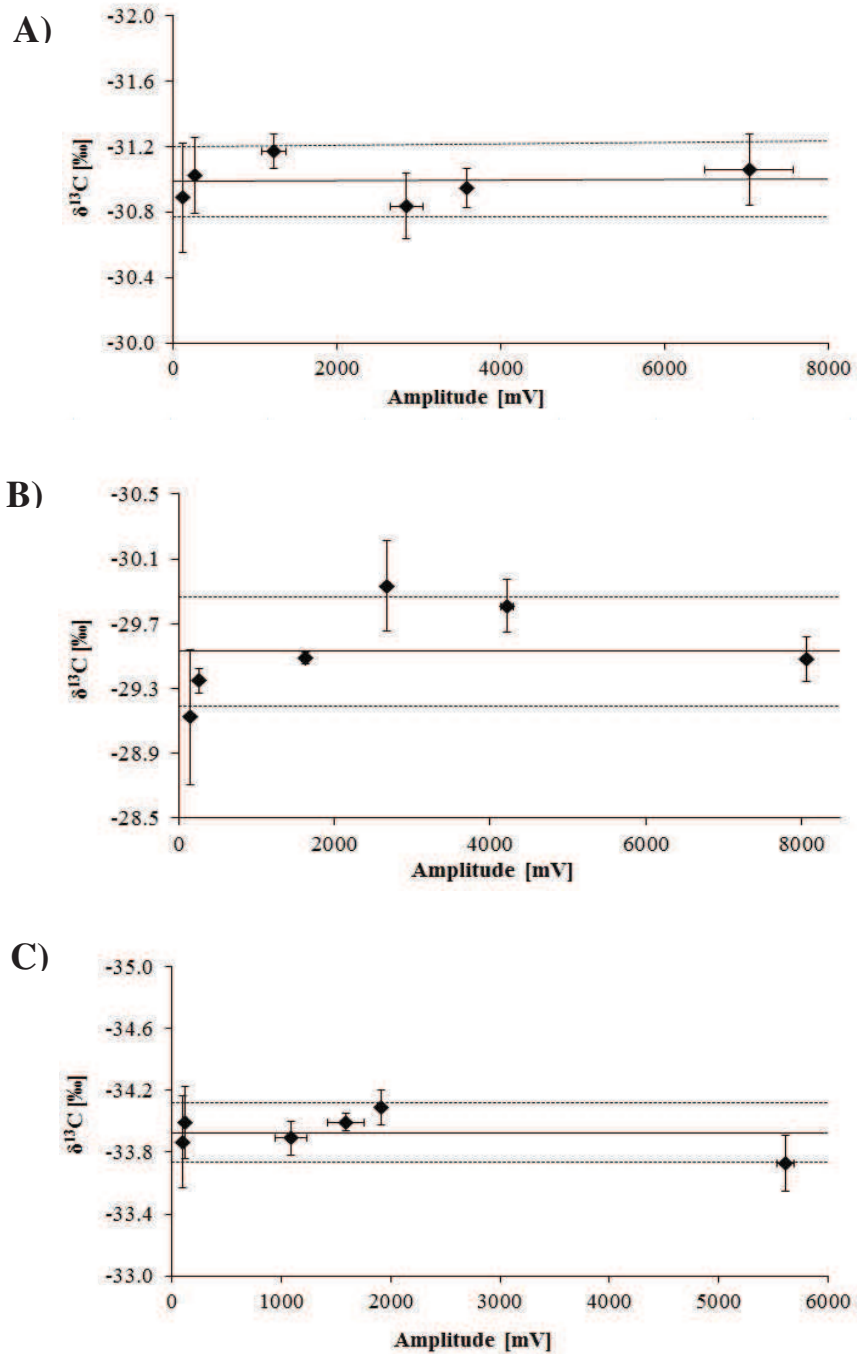 A)
-32.0
-31.6
-31.2
-30.8
-30.4
-30.0
δ¹³C [‰]
0 2000 4000 6000 8000
Amplitude [mV]
B)
-30.5
-30.1
-29.7
-29.3
-28.9
-28.5
δ¹³C [‰]
0 2000 4000 6000 8000
Amplitude [mV]
C)
-35.0
-34.6
-34.2
-33.8
-33.4
-33.0
δ¹³C [‰]
0 1000 2000 3000 4000 5000 6000
Amplitude [mV]